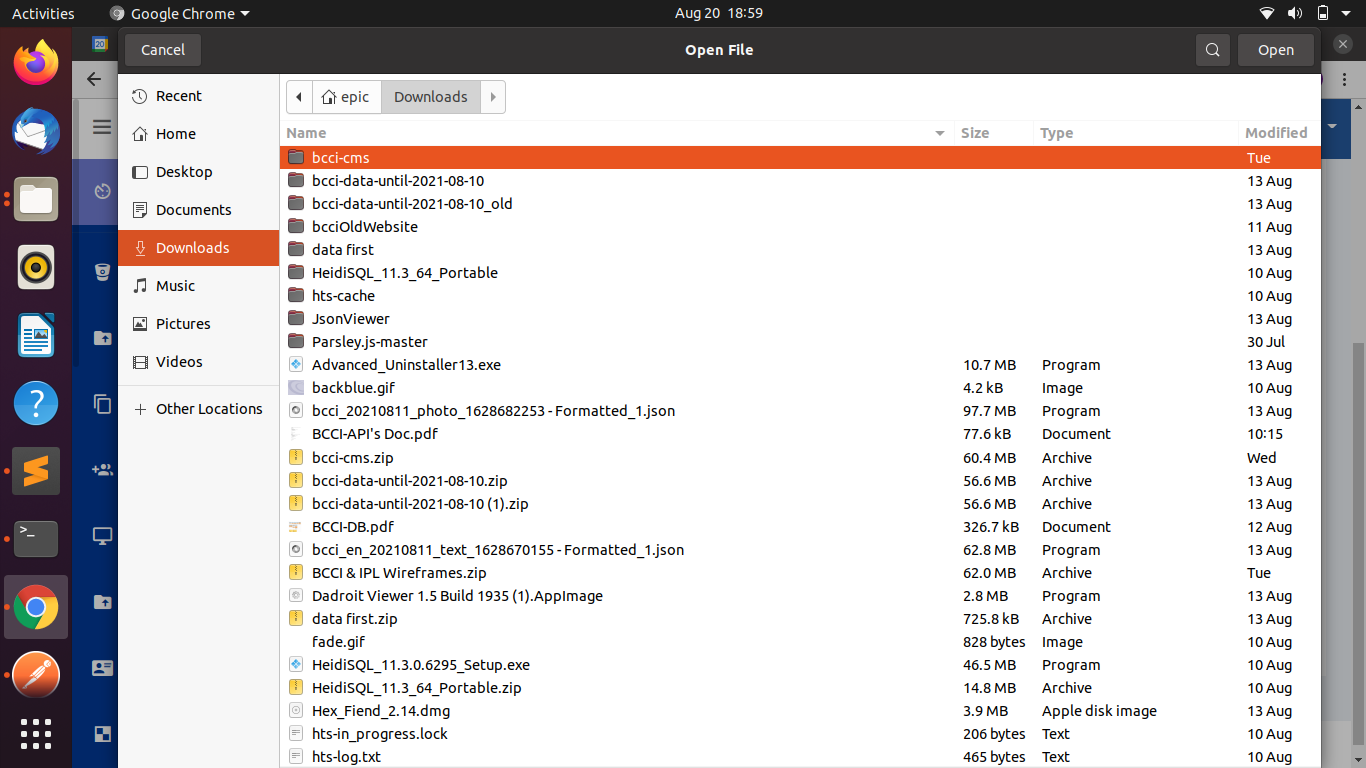 Activities Google Chrome Aug 20 18:59
Cancel Open File Open
20
epic Downloads
Recent
Home
Desktop
Documents
Downloads
Music
Pictures
Videos
Other Locations
Name Size Type Modified
bcci-cms Tue
bcci-data-until-2021-08-10 13 Aug
bcci-data-until-2021-08-10_old 13 Aug
bcciOldWebsite 11 Aug
data first 13 Aug
HeidiSQL_11.3_64_Portable 10 Aug
hts-cache 10 Aug
JsonViewer 13 Aug
Parsley.js-master 30 Jul
Advanced_Uninstaller13.exe 10.7 MB Program 13 Aug
backblue.gif 4.2 kB Image 10 Aug
bcci_20210811_photo_1628682253 - Formatted_1.json 97.7 MB Program 13 Aug
BCCI-API's Doc.pdf 77.6 kB Document 10:15
bcci-cms.zip 60.4 MB Archive Wed
bcci-data-until-2021-08-10.zip 56.6 MB Archive 13 Aug
bcci-data-until-2021-08-10 (1).zip 56.6 MB Archive 13 Aug
BCCI-DB.pdf 326.7 kB Document 12 Aug
bcci_en_20210811_text_1628670155 - Formatted_1.json 62.8 MB Program 13 Aug
BCCI & IPL Wireframes.zip 62.0 MB Archive Tue
Dadroit Viewer 1.5 Build 1935 (1).AppImage 2.8 MB Program 13 Aug
data first.zip 725.8 kB Archive 13 Aug
fade.gif 828 bytes Image 10 Aug
HeidiSQL_11.3.0.6295_Setup.exe 46.5 MB Program 10 Aug
HeidiSQL_11.3_64_Portable.zip 14.8 MB Archive 10 Aug
Hex_Fiend_2.14.dmg 3.9 MB Apple disk image 13 Aug
hts-in_progress.lock 206 bytes Text 10 Aug
hts-log.txt 465 bytes Text 10 Aug